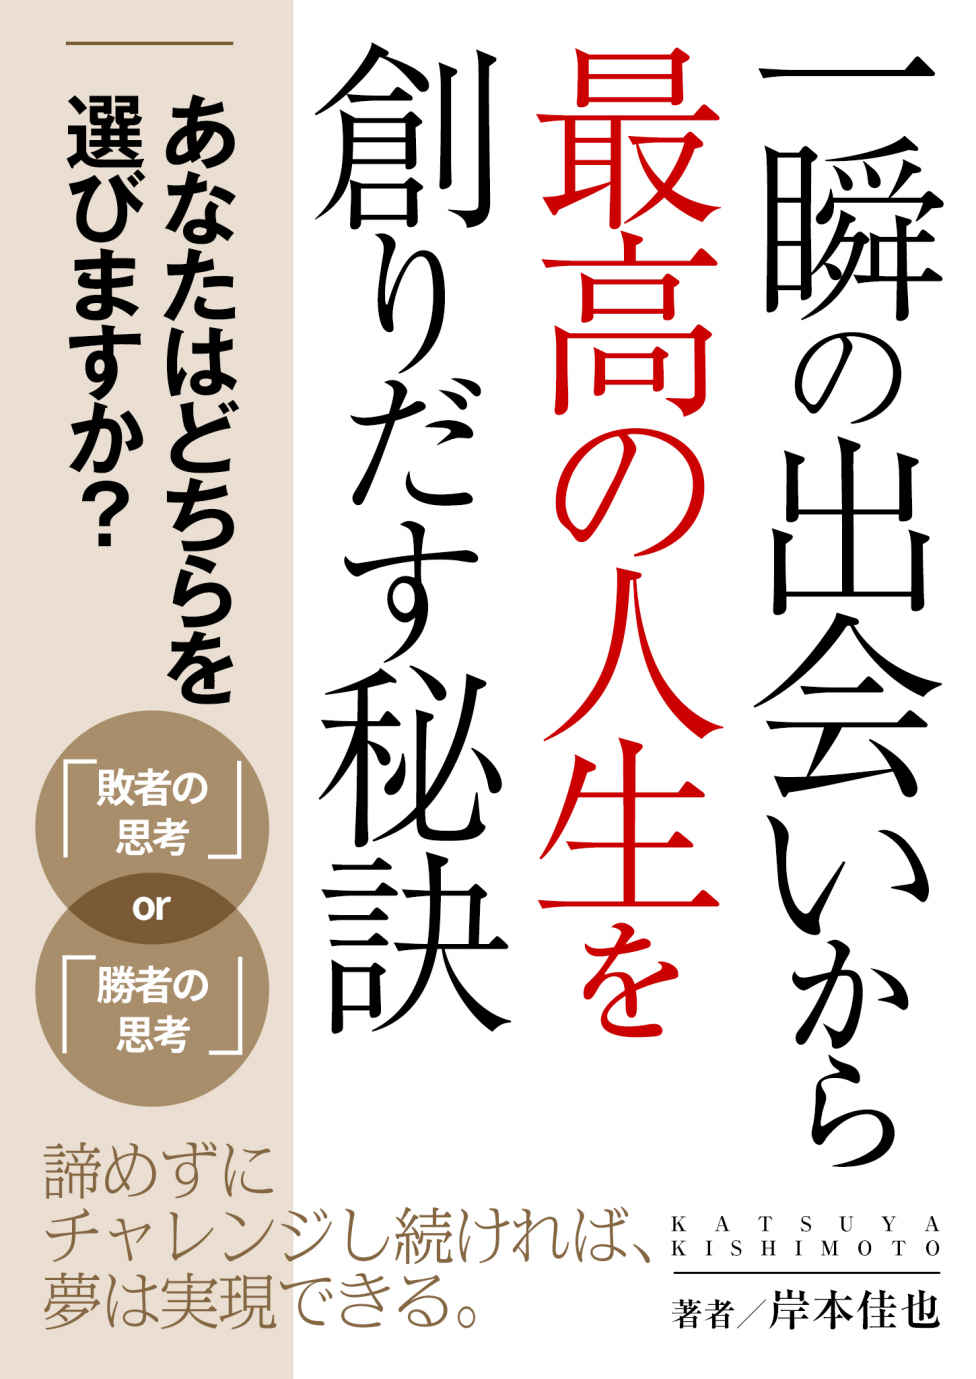 一瞬の出会いから
最高の人生を
創りだす秘訣
あなたはどちらを
選びますか？
「敗者の
思考」
or
「勝者の
思考」
諦めずに
チャレンジし続ければ、
夢は実現できる。
KATSUYA
KISHIMOTO
著者／岸本佳也